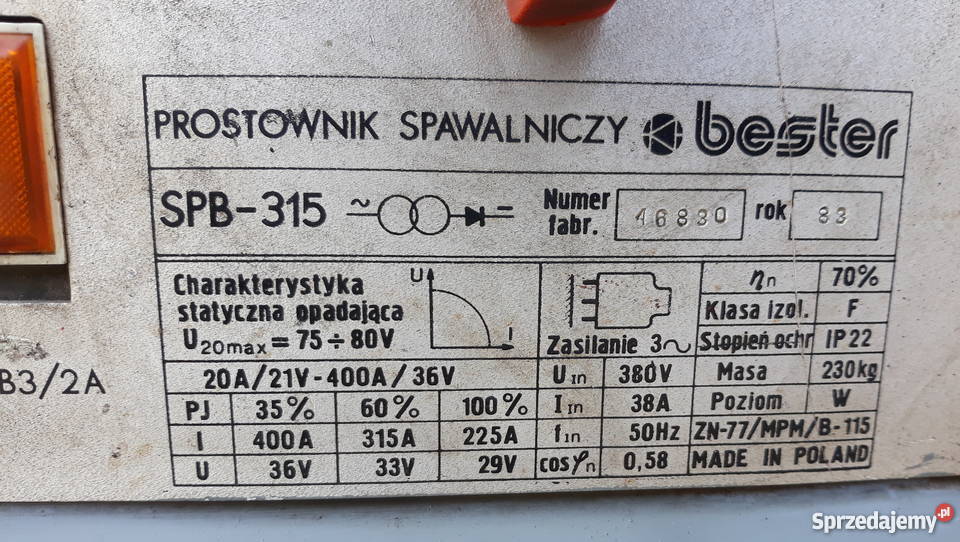 PROSTOWNIK SPAWALNICZY bester
SPB-315 ~ = Numer fabr. 46830 rok 83
Charakterystyka
statyczna opadająca
U20max = 75 ÷ 80V
U I
20A/21V - 400A/36V
PJ 35% 60% 100%
I 400A 315A 225A
U 36V 33V 29V
Zasilanie 3~
UIn 380V
IIn 38A
fIn 50Hz
cosφn 0,58
ηn 70%
Klasa izol. F
Stopień ochr IP22
Masa 230kg
Poziom W
ZN-77/MPM/B-115
MADE IN POLAND
B3/2A
Sprzedajemy.pl